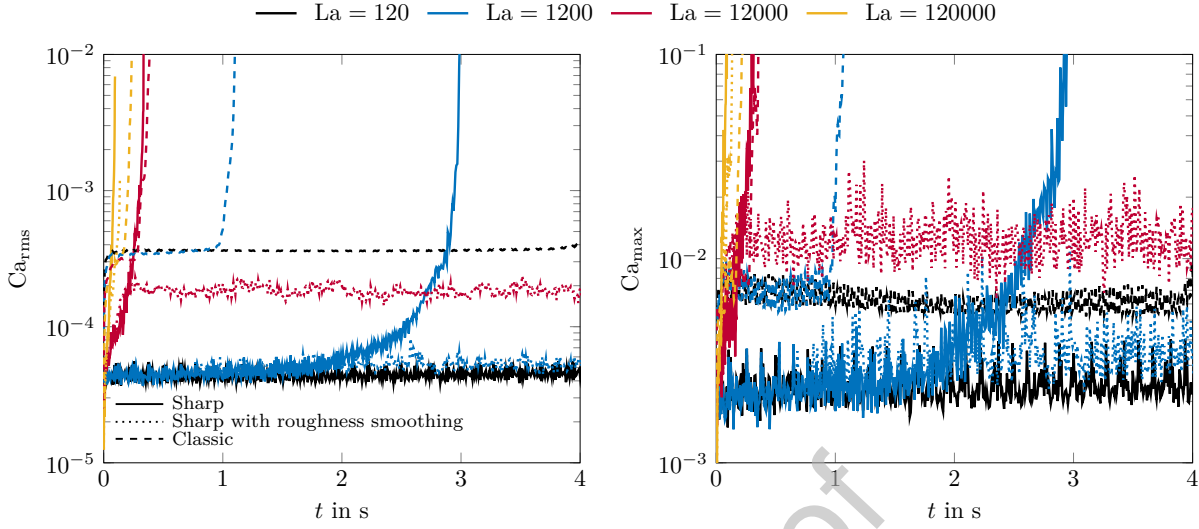 La = 120 La = 1200 La = 12000 La = 120000
10⁻²
10⁻³
10⁻⁴
10⁻⁵
Ca_rms
Sharp
Sharp with roughness smoothing
Classic
0 1 2 3 4
t in s
10⁻¹
10⁻²
10⁻³
Ca_max
0 1 2 3 4
t in s